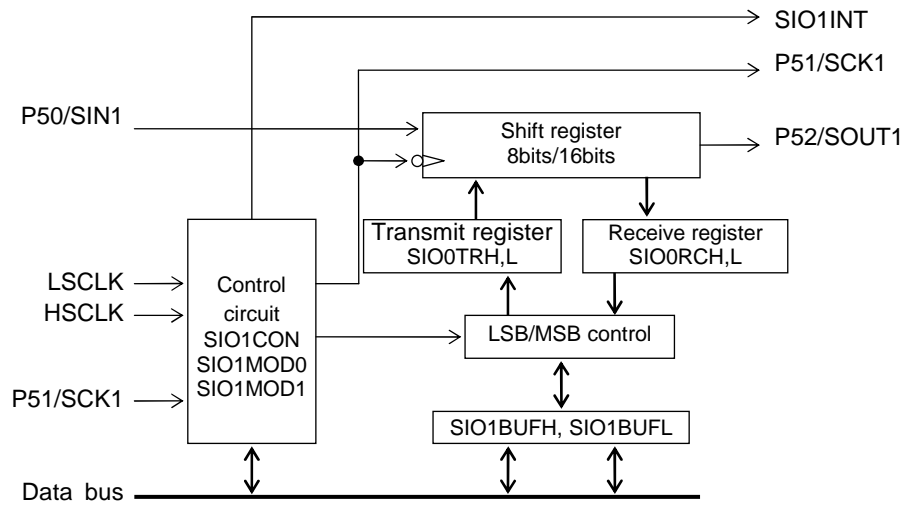 SIO1INT
P51/SCK1
P50/SIN1
Shift register
8bits/16bits
P52/SOUT1
Transmit register
SIO0TRH,L
Receive register
SIO0RCH,L
LSCLK
HSCLK
P51/SCK1
Control
circuit
SIO1CON
SIO1MOD0
SIO1MOD1
LSB/MSB control
SIO1BUFH, SIO1BUFL
Data bus